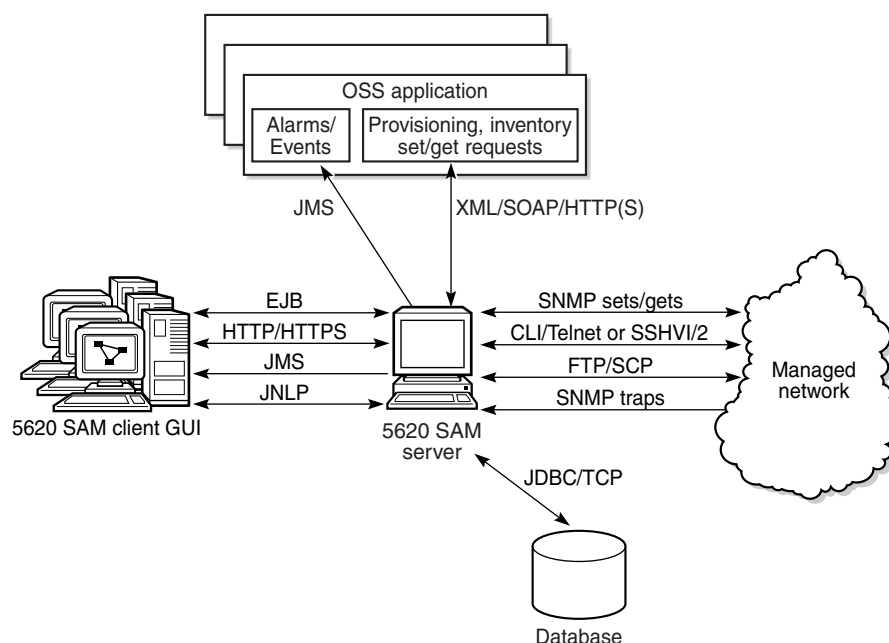 OSS application
Alarms/
Events
Provisioning, inventory
set/get requests
JMS
XML/SOAP/HTTP(S)
EJB
HTTP/HTTPS
JMS
JNLP
SNMP sets/gets
CLI/Telnet or SSHVI/2
FTP/SCP
SNMP traps
Managed
network
5620 SAM client GUI
5620 SAM
server
JDBC/TCP
Database